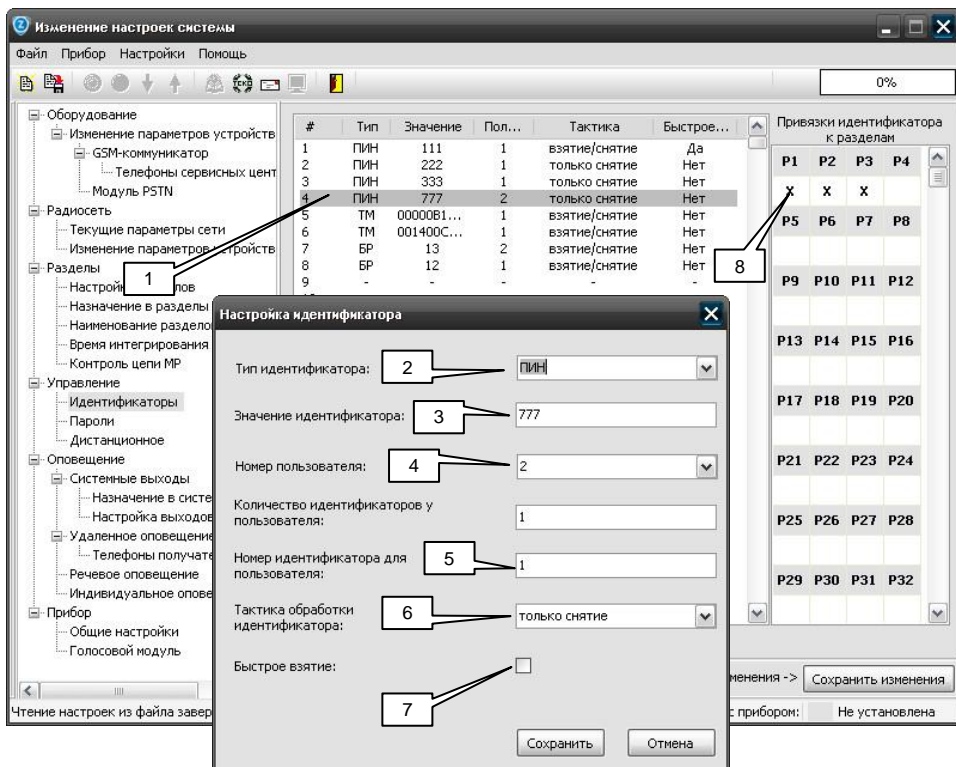 Изменение настроек системы
Файл Прибор Настройки Помощь
0%
Оборудование
Изменение параметров устройств
GSM-коммуникатор
Телефоны сервисных цент
Модуль PSTN
Радиосеть
Текущие параметры сети
Изменение параметров устройств
Разделы
Назначение в разделы
Наименование разделo
Время интегрирования
Контроль цепи МР
Управление
Идентификаторы
Пароли
Дистанционное
Оповещение
Системные выходы
Назначение в систе
Настройка выходов
Удаленное оповещение
Телефоны получате
Речевое оповещение
Индивидуальное опове
Прибор
Общие настройки
Голосовой модуль
# Тип Значение Пол... Тактика Быстрое...
1 ПИН 111 1 взятие/снятие Да
2 ПИН 222 1 только снятие Нет
3 ПИН 333 1 только снятие Нет
4 ПИН 777 2 только снятие Нет
5 ТМ 00000B1... 1 взятие/снятие Нет
6 ТМ 001400C... 1 взятие/снятие Нет
7 БР 13 2 взятие/снятие Нет
8 БР 12 1 взятие/снятие Нет
9 - - - - -
Привязки идентификатора
к разделам
P1 P2 P3 P4
X X X
P5 P6 P7 P8
P9 P10 P11 P12
P13 P14 P15 P16
P17 P18 P19 P20
P21 P22 P23 P24
P25 P26 P27 P28
P29 P30 P31 P32
1
8
Настройка идентификатора
Тип идентификатора: 2 ПИН
Значение идентификатора: 3 777
Номер пользователя: 4 2
Количество идентификаторов у
пользователя: 1
Номер идентификатора для
пользователя: 5 1
Тактика обработки
идентификатора: 6 только снятие
Быстрое взятие:
7
Сохранить Отмена
менения -> Сохранить изменения
Чтение настроек из файла завер
с прибором: Не установлена